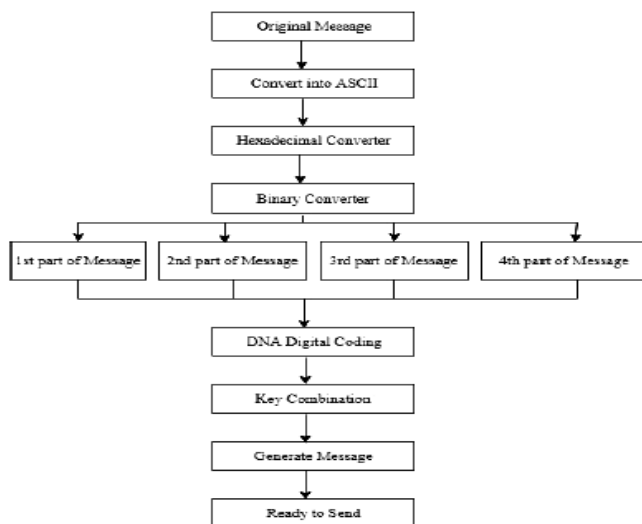 Original Message
Convert into ASCII
Hexadecimal Converter
Binary Converter
1st part of Message
2nd part of Message
3rd part of Message
4th part of Message
DNA Digital Coding
Key Combination
Generate Message
Ready to Send